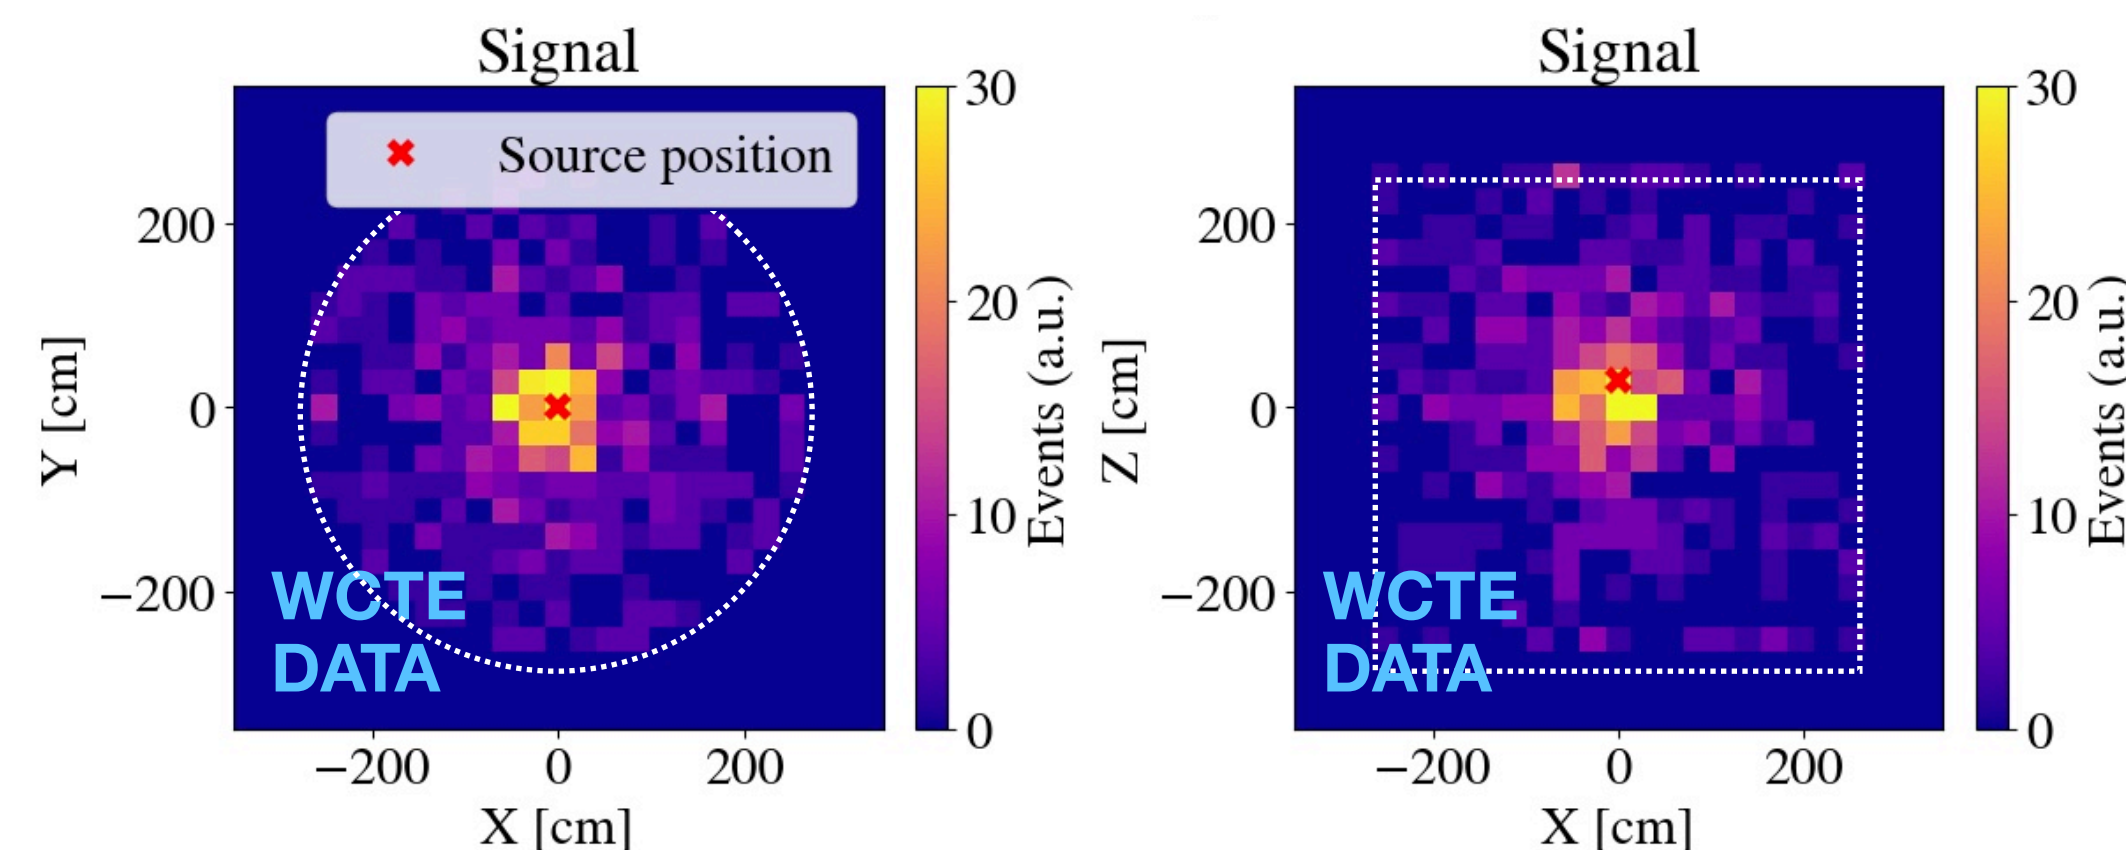 Signal
Source position
200
0
−200
Y [cm]
−200
0
200
X [cm]
30
20
10
0
Events (a.u.)
WCTE
DATA
Signal
200
0
−200
Z [cm]
−200
0
200
X [cm]
30
20
10
0
Events (a.u.)
WCTE
DATA